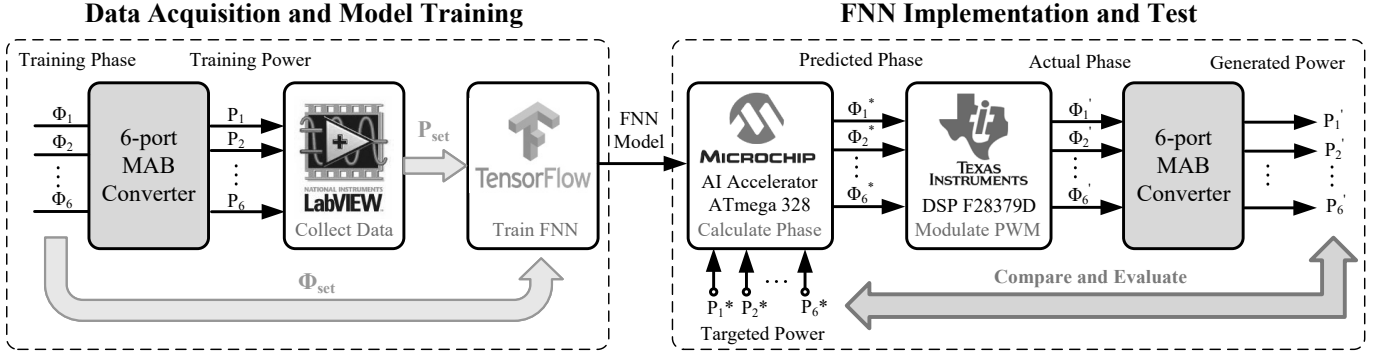 Data Acquisition and Model Training
Training Phase
Training Power
Φ1
Φ2
Φ6
6-port
MAB
Converter
P1
P2
P6
NATIONAL INSTRUMENTS
LabVIEW
Collect Data
Pset
TensorFlow
Train FNN
Φset
FNN
Model
FNN Implementation and Test
Predicted Phase
Actual Phase
Generated Power
MICROCHIP
AI Accelerator
ATmega 328
Calculate Phase
P1* P2* ... P6*
Targeted Power
Φ1*
Φ2*
Φ6*
TEXAS
INSTRUMENTS
DSP F28379D
Modulate PWM
Φ1'
Φ2'
Φ6'
6-port
MAB
Converter
P1'
P2'
P6'
Compare and Evaluate